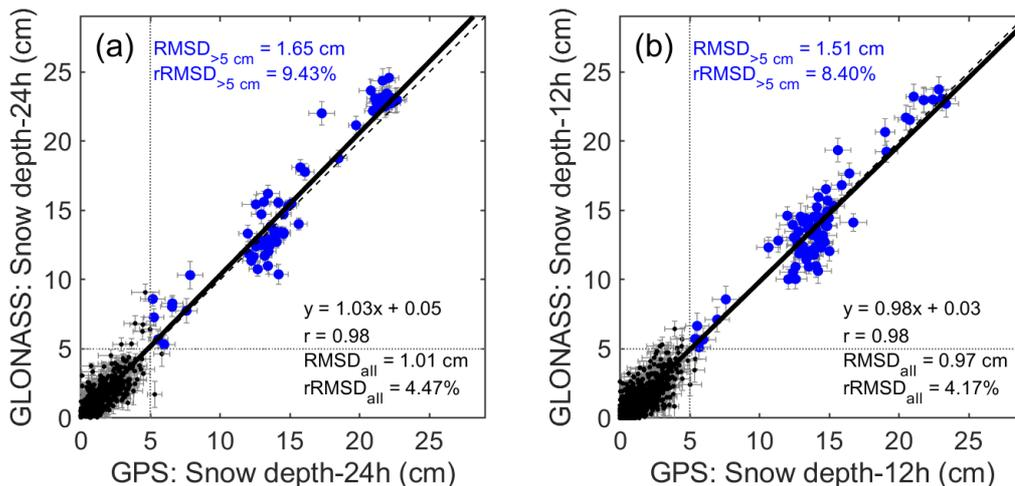 (a)
RMSD>5 cm = 1.65 cm
rRMSD>5 cm = 9.43%
y = 1.03x + 0.05
r = 0.98
RMSDall = 1.01 cm
rRMSDall = 4.47%
GLONASS: Snow depth-24h (cm)
25
20
15
10
5
0
0 5 10 15 20 25
GPS: Snow depth-24h (cm)
(b)
RMSD>5 cm = 1.51 cm
rRMSD>5 cm = 8.40%
y = 0.98x + 0.03
r = 0.98
RMSDall = 0.97 cm
rRMSDall = 4.17%
GLONASS: Snow depth-12h (cm)
25
20
15
10
5
0
0 5 10 15 20 25
GPS: Snow depth-12h (cm)